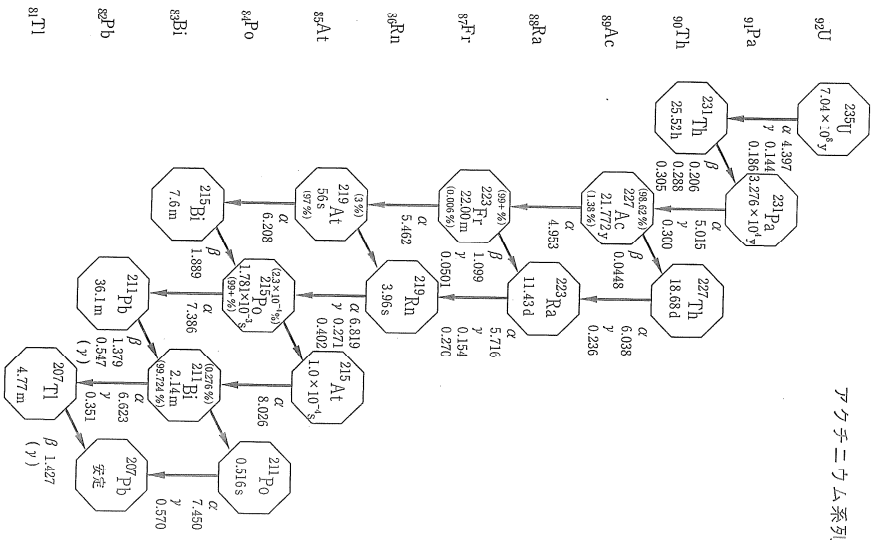 アクチニウム系列
₉₂U
₉₁Pa
₉₀Th
₈₉Ac
₈₈Ra
₈₇Fr
₃₆Rn
₈₅At
₈₄Po
₈₃Bi
₈₂Pb
₈₁Tl
²³⁵U
7.04×10⁸y
α 4.397
γ 0.144
0.186
²³¹Th
25.52h
β 0.206
0.288
0.305
²³¹Pa
3.276×10⁴y
α 5.015
γ 0.300
(98.62%)
²²⁷Ac
21.772y
(1.38%)
β 0.0448
α 4.953
²²⁷Th
18.68d
α 6.038
γ 0.236
(99+%)
²²³Fr
22.00m
(0.006%)
β 1.099
γ 0.0501
α 5.462
²²³Ra
11.43d
α 5.716
γ 0.154
0.270
(3%)
²¹⁹At
56s
(97%)
α 6.208
²¹⁹Rn
3.96s
α 6.819
γ 0.271
0.402
²¹⁵Bi
7.6m
β 1.889
²¹⁵Po
1.781×10⁻³s
(99+%)
α 7.386
²¹⁵At
1.0×10⁻⁴s
α 8.026
²¹¹Pb
36.1m
β 1.379
0.547
(γ)
(0.276%)
²¹¹Bi
2.14m
(99.724%)
α 6.623
γ 0.351
²¹¹Po
0.516s
α 7.450
γ 0.570
²⁰⁷Tl
4.77m
β 1.427
(γ)
²⁰⁷Pb
安定